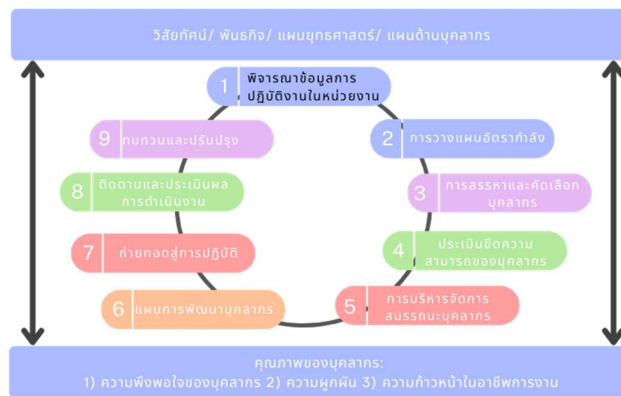 วิสัยทัศน์/ พันธกิจ/ แผนยุทธศาสตร์/ แผนด้านบุคลากร
1 พิจารณาข้อมูลการ
ปฏิบัติงานในหน่วยงาน
2 การวางแผนอัตรากำลัง
3 การสรรหาและคัดเลือก
บุคลากร
4 ประเมินขีดความ
สามารถของบุคลากร
5 การบริหารจัดการ
สมรรถนะบุคลากร
6 แผนการพัฒนาบุคลากร
7 ถ่ายทอดสู่การปฏิบัติ
8 ติดตามและประเมินผล
การดำเนินงาน
9 ทบทวนและปรับปรุง
คุณภาพของบุคลากร:
1) ความพึงพอใจของบุคลากร 2) ความผูกพัน 3) ความก้าวหน้าในอาชีพการงาน